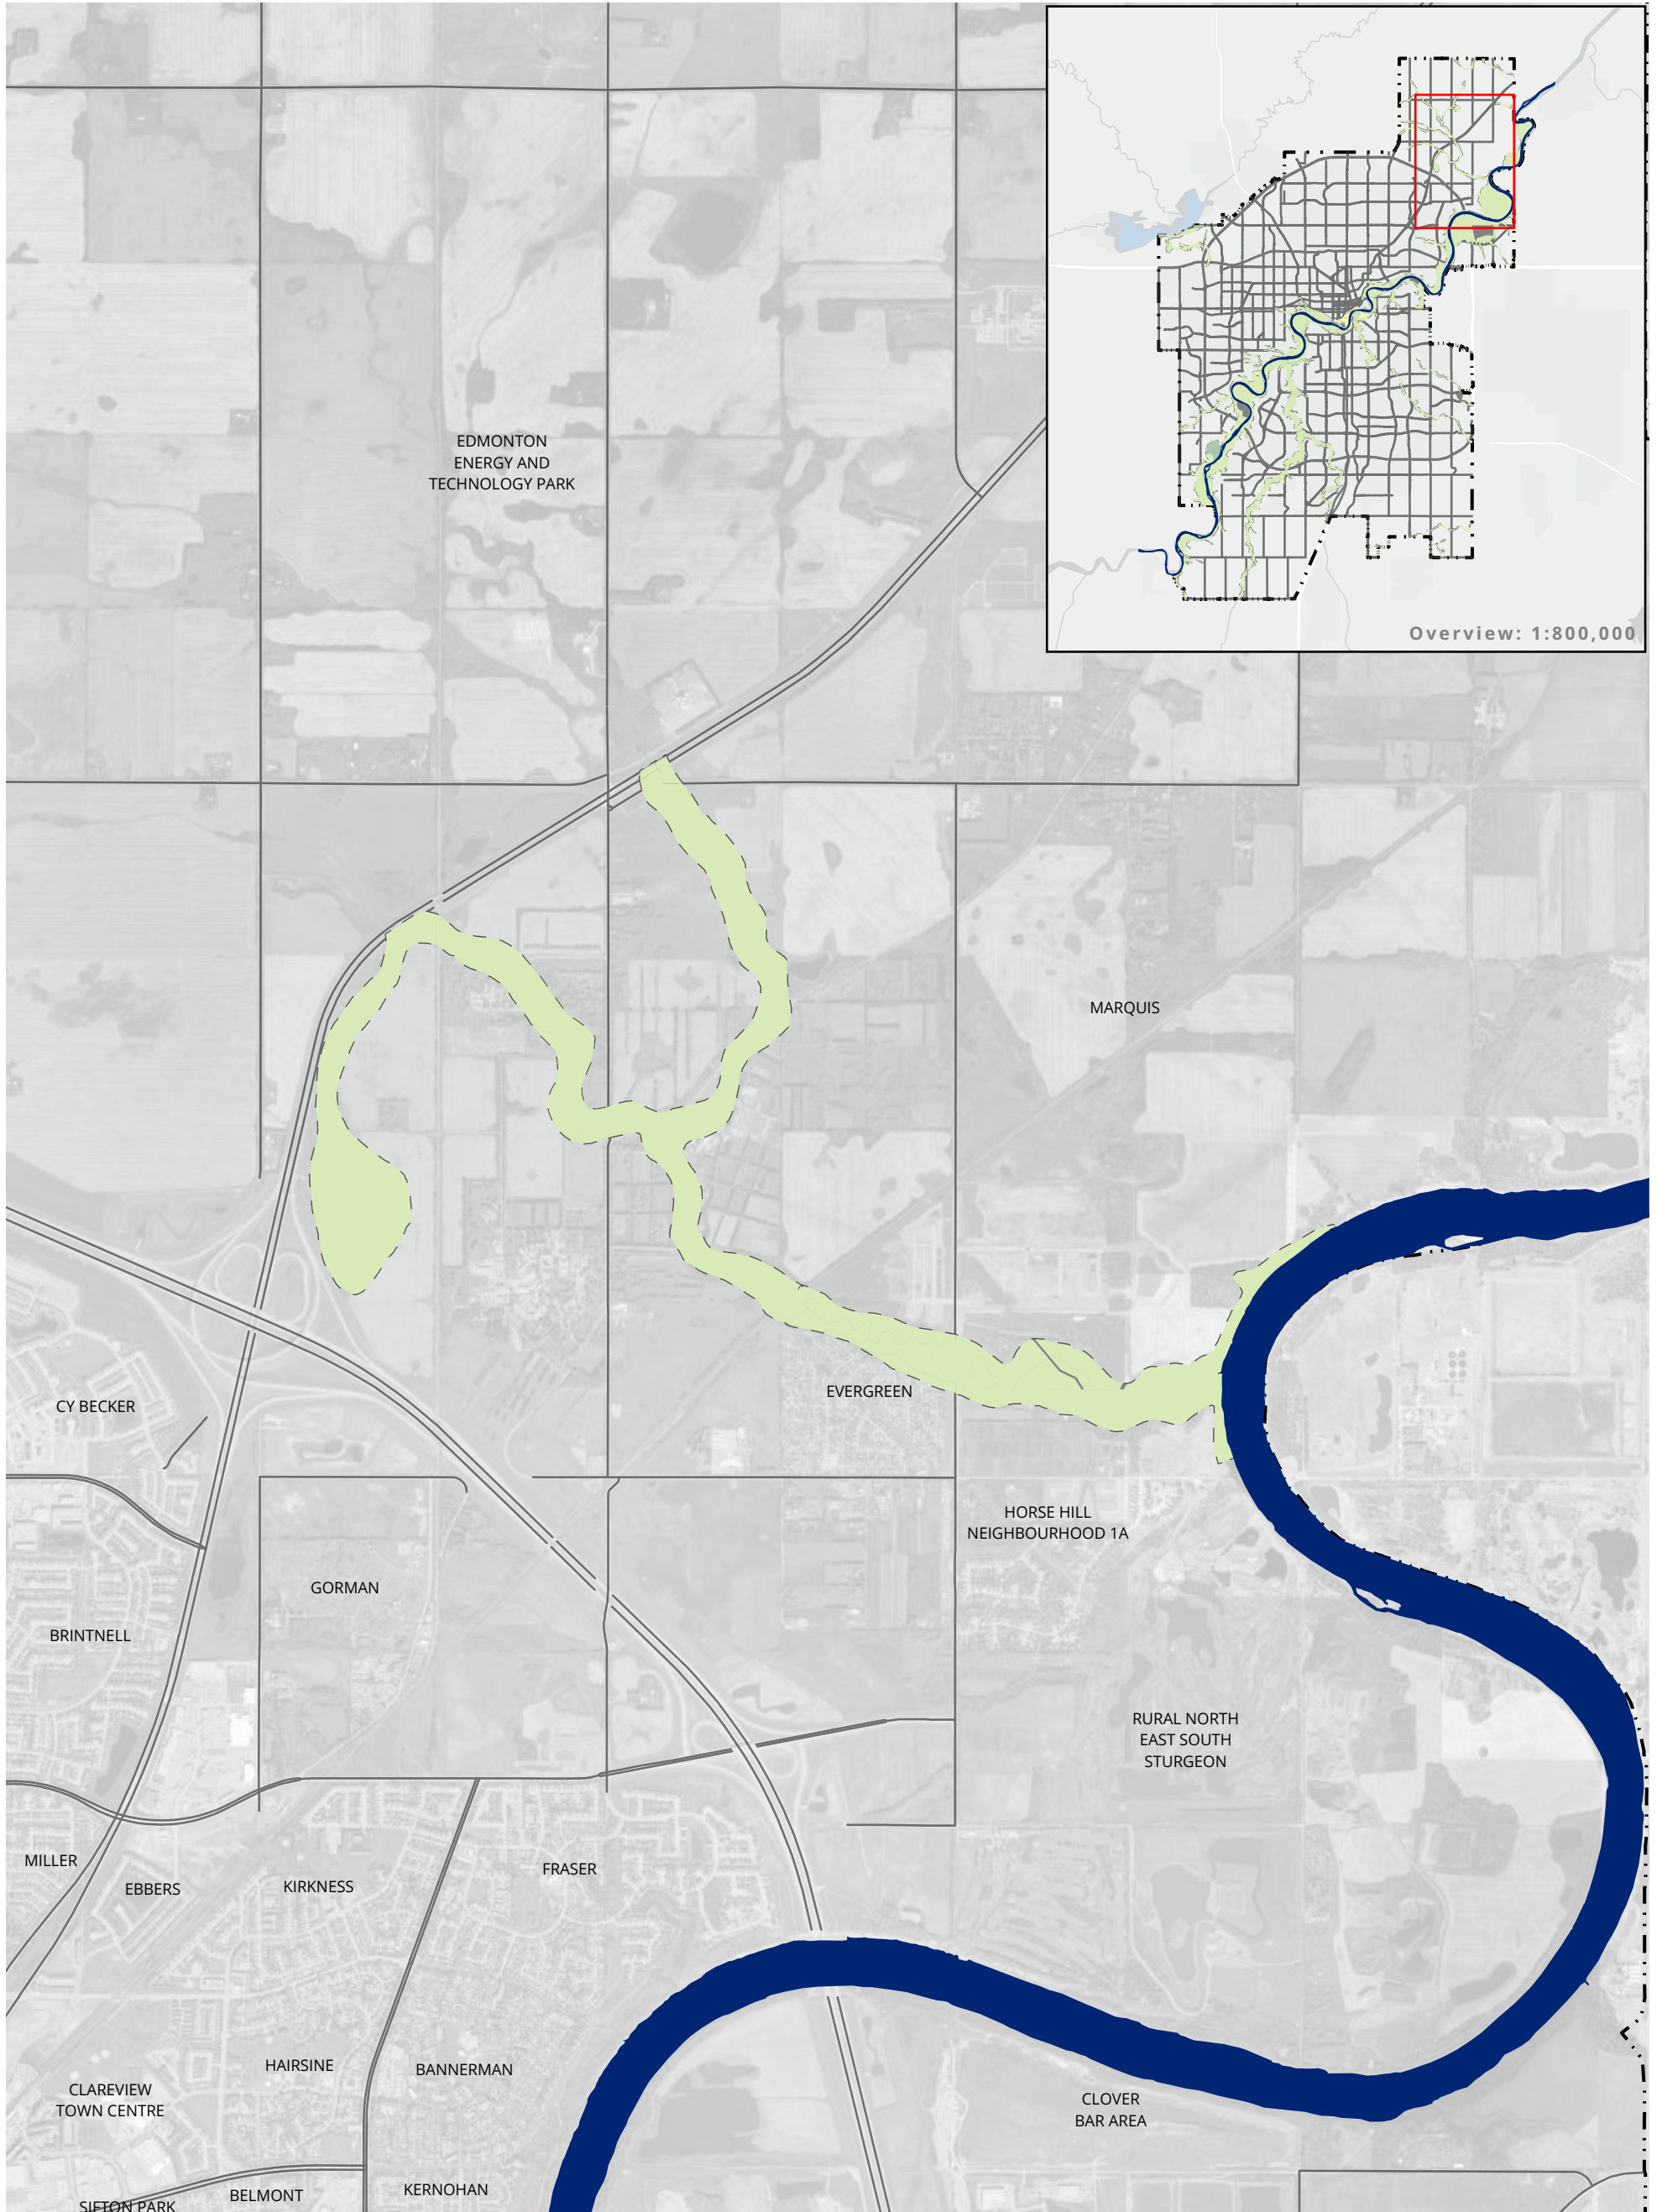 EDMONTON
ENERGY AND
TECHNOLOGY PARK
Overview: 1:800,000
MARQUIS
EVERGREEN
CY BECKER
HORSE HILL
NEIGHBOURHOOD 1A
GORMAN
BRINTNELL
RURAL NORTH
EAST SOUTH
STURGEON
MILLER
EBBERS
KIRKNESS
FRASER
HAIRSINE
BANNERMAN
CLAREVIEW
TOWN CENTRE
CLOVER
BAR AREA
BELMONT
KERNOHAN
SIFTON PARK